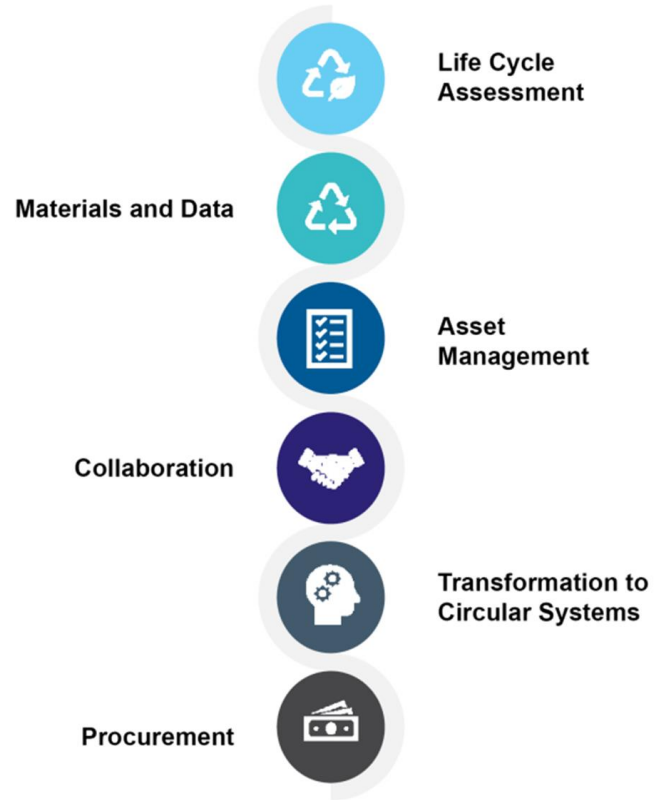 Life Cycle
Assessment
Materials and Data
Asset
Management
Collaboration
Transformation to
Circular Systems
Procurement